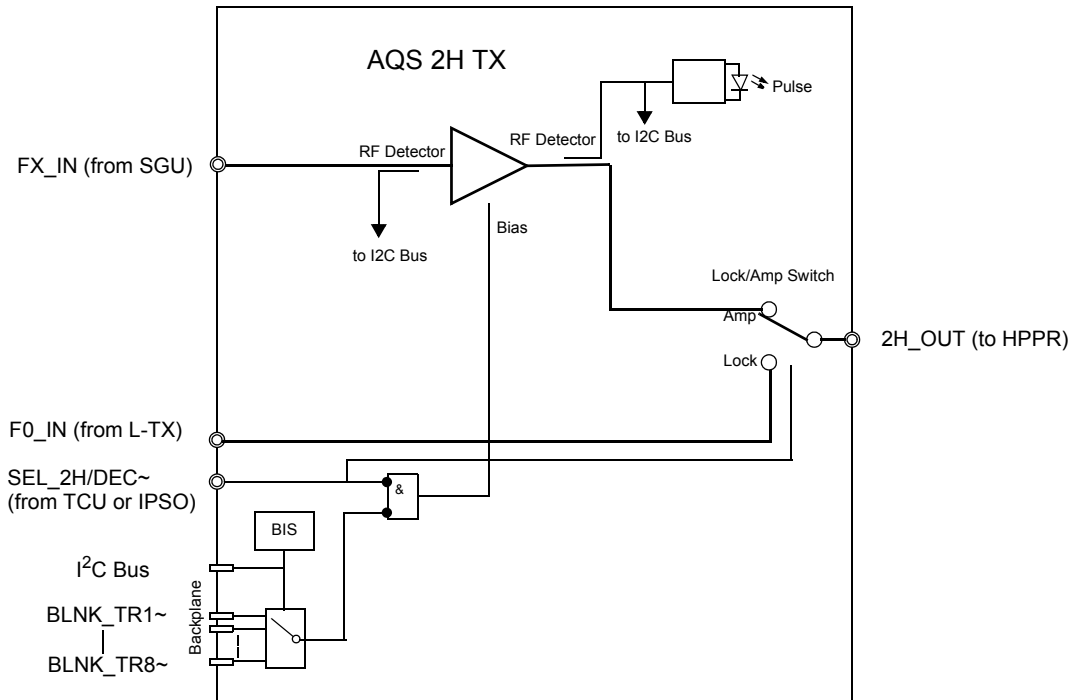 AQS 2H TX
Pulse
to I2C Bus
RF Detector
RF Detector
FX_IN (from SGU)
to I2C Bus
Bias
Lock/Amp Switch
Amp
2H_OUT (to HPPR)
Lock
F0_IN (from L-TX)
SEL_2H/DEC~
(from TCU or IPSO)
&
BIS
I2C Bus
Backplane
BLNK_TR1~
BLNK_TR8~